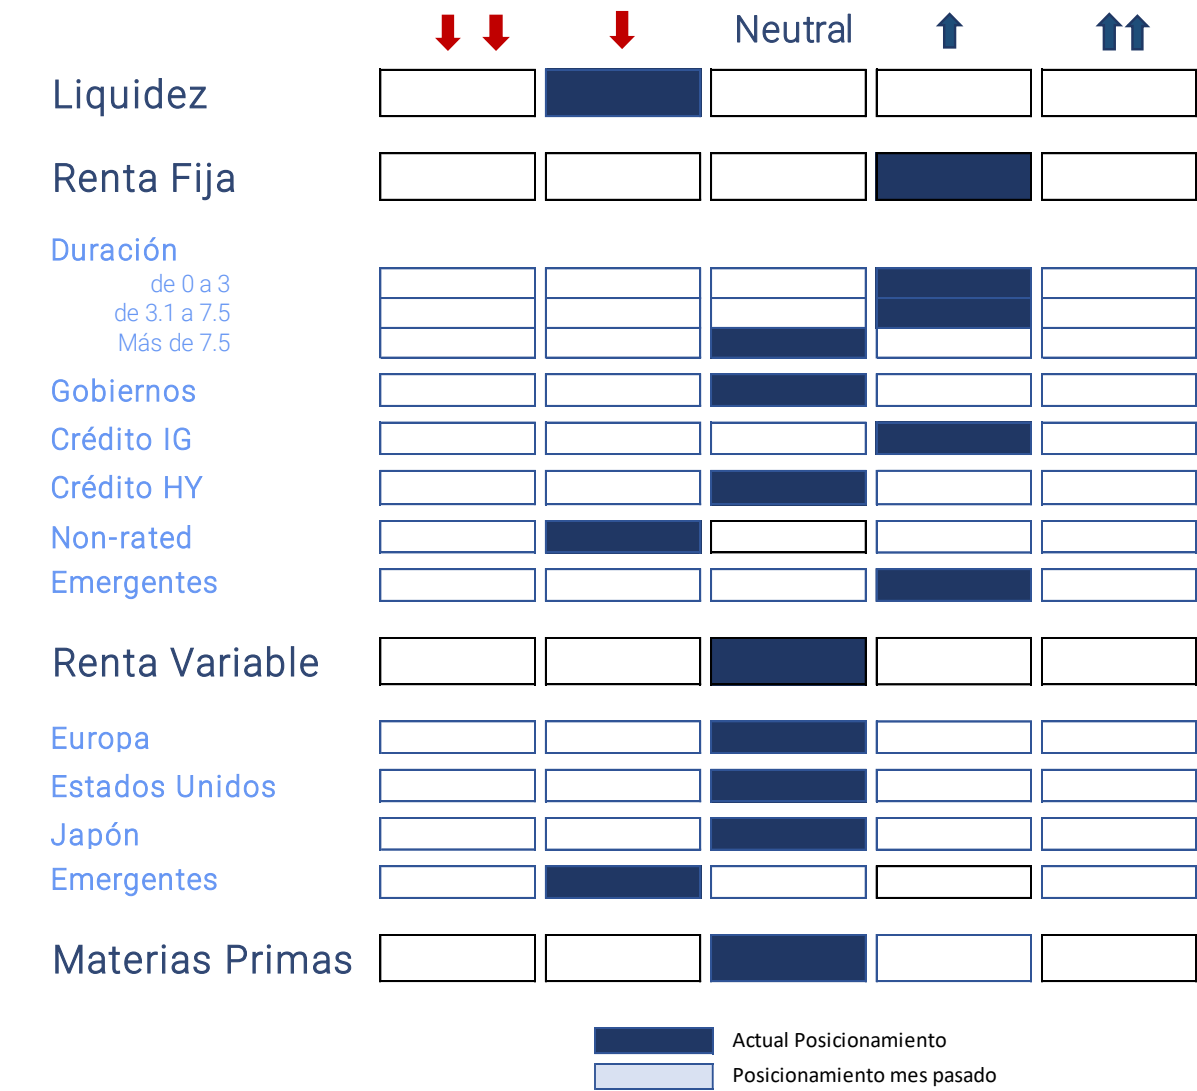 Neutral
Liquidez
Renta Fija
Duración
de 0 a 3
de 3.1 a 7.5
Más de 7.5
Gobiernos
Crédito IG
Crédito HY
Non-rated
Emergentes
Renta Variable
Europa
Estados Unidos
Japón
Emergentes
Materias Primas
Actual Posicionamiento
Posicionamiento mes pasado